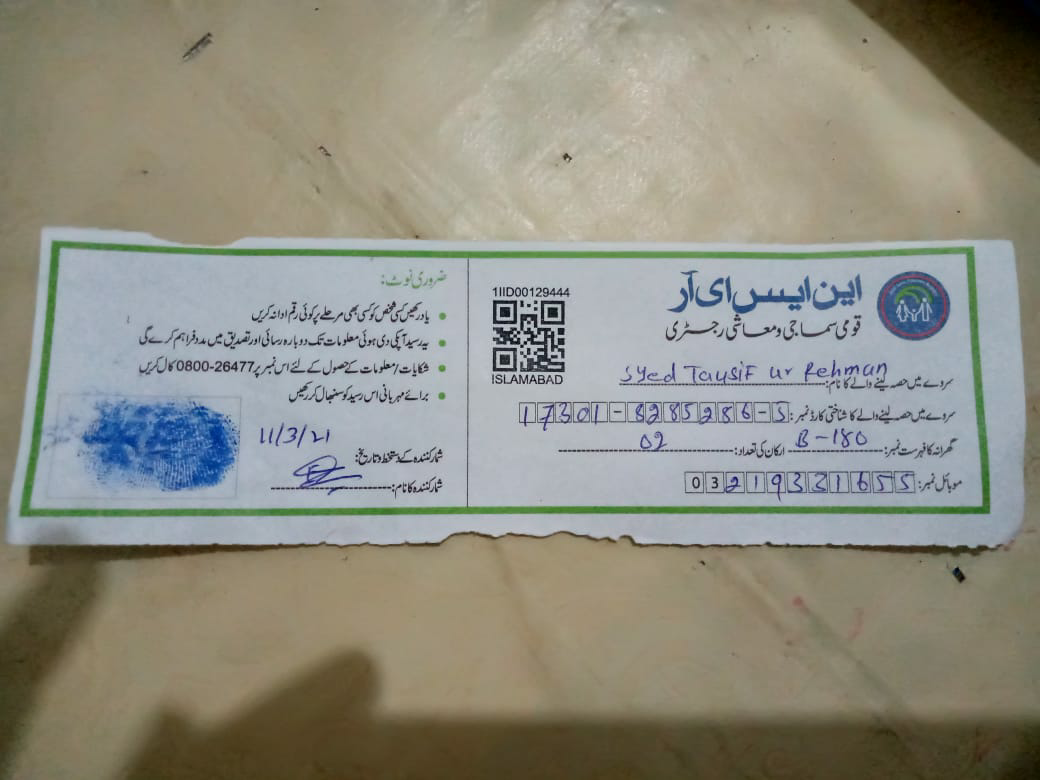 این ایس ای آر
قومی سماجی و معاشی رجسٹری
1IID00129444
ISLAMABAD
سروے میں حصہ لینے والے کا نام: Syed Tausif ur Rehman
سروے میں حصہ لینے والے کا شناختی کارڈ نمبر: 17301-8285286-5
گھرانہ کا فہرست نمبر: B-180 ارکان کی تعداد: 02
موبائل نمبر: 03219331655
ضروری نوٹ:
یاد رکھیں کسی شخص کو کسی بھی مرحلے پر کوئی رقم ادا نہ کریں
یہ رسید آپکی دی ہوئی معلومات تک دوبارہ رسائی اور تصدیق میں مدد فراہم کرے گی
شکایات/معلومات کے حصول کے لئے اس نمبر پر 0800-26477 کال کریں
برائے مہربانی اس رسید کو سنبھال کر رکھیں
11/3/21
شمار کنندہ کے دستخط و تاریخ:
شمار کنندہ کا نام: